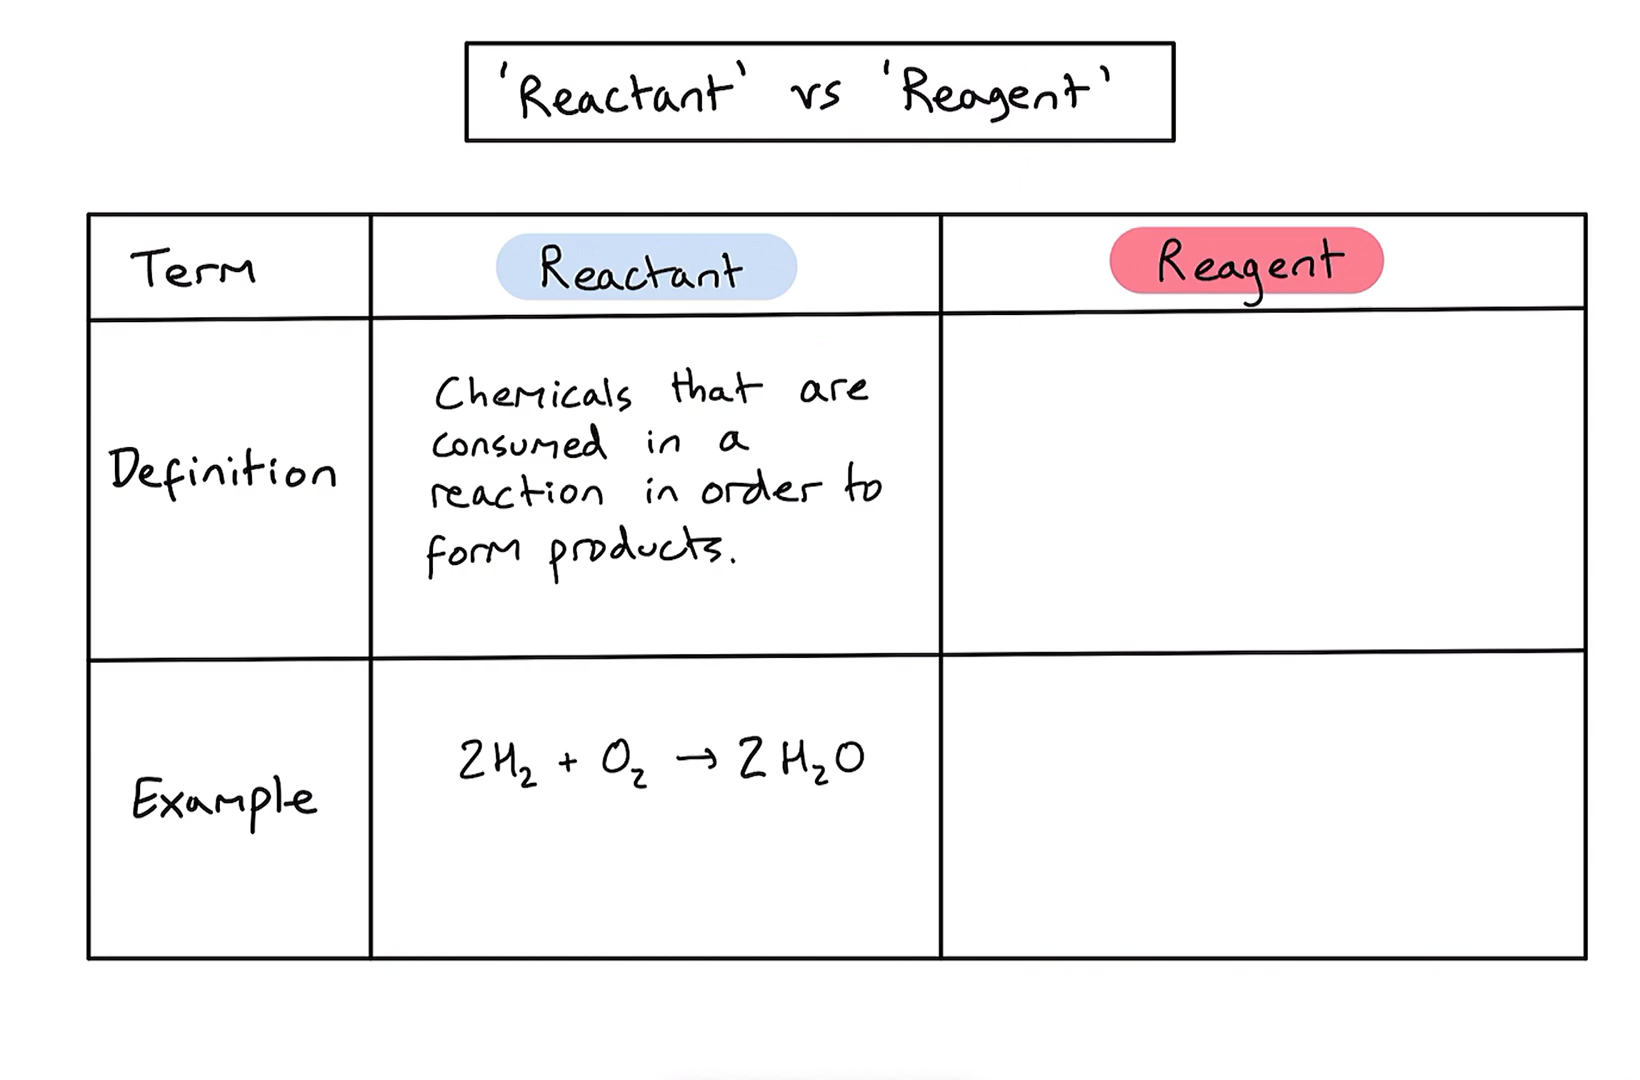 'Reactant' vs 'Reagent'
Term
Reactant
Reagent
Definition
Chemicals that are
consumed in a
reaction in order to
form products.
Example
2H₂ + O₂ → 2H₂O